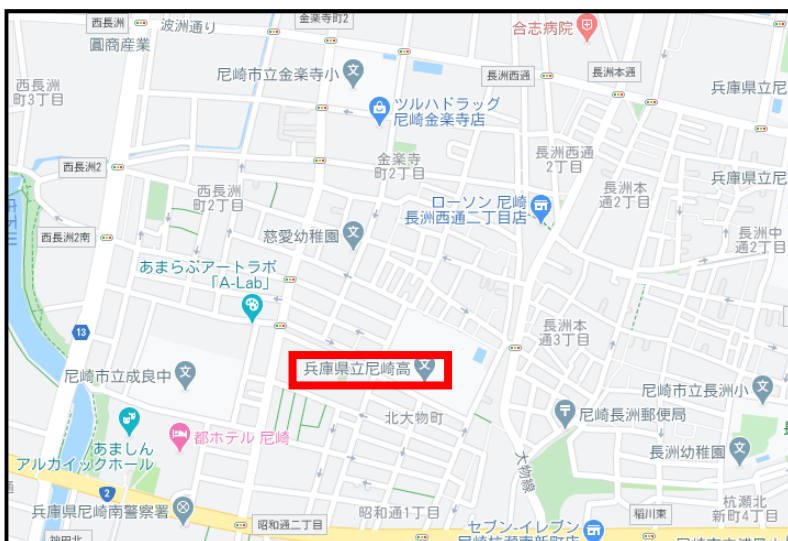 西長洲
波洲通り
金楽寺町2
合志病院
圓商産業
尼崎市立金楽寺小
長洲西通
長洲本通
西長洲
町3丁目
兵庫県立尼
ツルハドラッグ
尼崎金楽寺店
西長洲2
金楽寺
町2丁目
長洲西通
2丁目
兵庫県立尼
西長洲
町2丁目
長洲本
通2丁目
ローソン 尼崎
長洲西通二丁目店
西長洲2南
慈愛幼稚園
長洲中
通2丁目
あまらぶアートラボ
「A-Lab」
13
長洲本
通3丁目
兵庫県立尼崎高
尼崎市立成良中
尼崎市立長洲小
北大物町
尼崎長洲郵便局
あましん
アルカイックホール
都ホテル 尼崎
長洲幼稚園
大物線
2
兵庫県尼崎南警察署
昭和通二丁目
昭和通1丁目
稲川東
杭瀬北
新町4丁目
セブン-イレブン
尼崎杭瀬南新町店